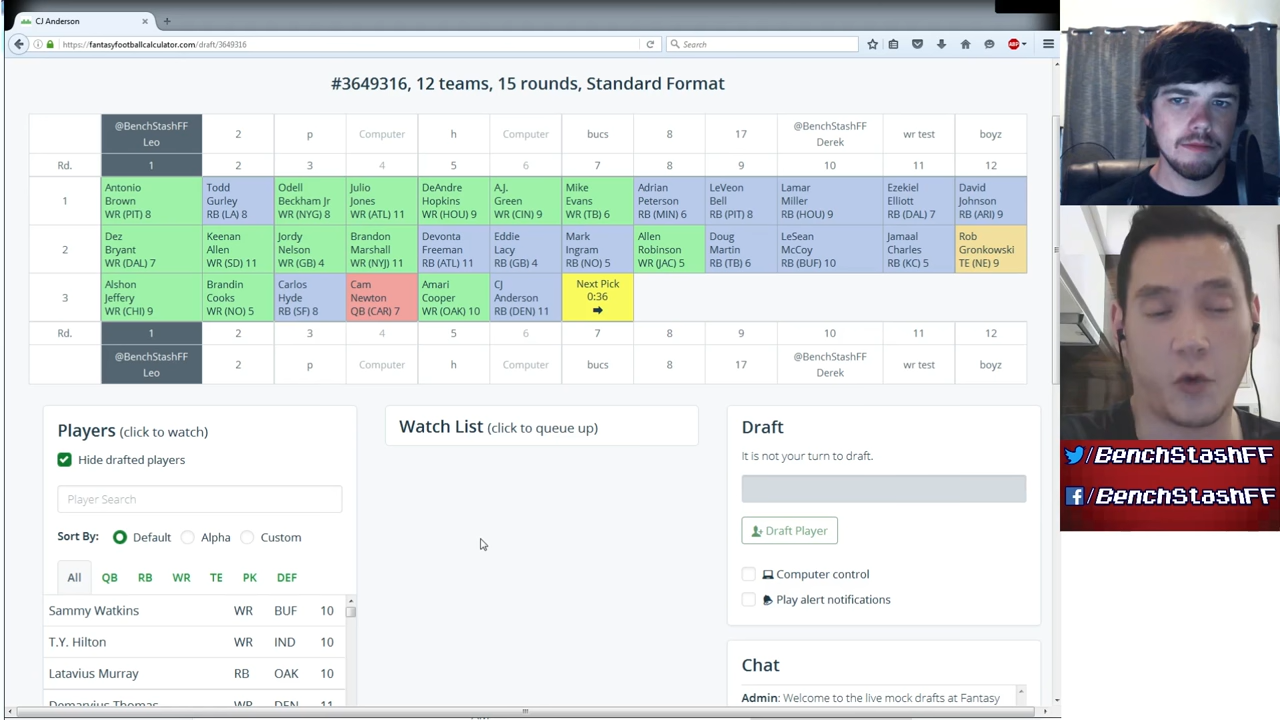 CJ Anderson
https://fantasyfootballcalculator.com/draft/3649316
Search
ABP
#3649316, 12 teams, 15 rounds, Standard Format
@BenchStashFF Leo
2
p
Computer
h
Computer
bucs
8
17
@BenchStashFF Derek
wr test
boyz
Rd. 1 2 3 4 5 6 7 8 9 10 11 12
1
Antonio Brown WR (PIT) 8
Todd Gurley RB (LA) 8
Odell Beckham Jr WR (NYG) 8
Julio Jones WR (ATL) 11
DeAndre Hopkins WR (HOU) 9
A.J. Green WR (CIN) 9
Mike Evans WR (TB) 6
Adrian Peterson RB (MIN) 6
LeVeon Bell RB (PIT) 8
Lamar Miller RB (HOU) 9
Ezekiel Elliott RB (DAL) 7
David Johnson RB (ARI) 9
2
Dez Bryant WR (DAL) 7
Keenan Allen WR (SD) 11
Jordy Nelson WR (GB) 4
Brandon Marshall WR (NYJ) 11
Devonta Freeman RB (ATL) 11
Eddie Lacy RB (GB) 4
Mark Ingram RB (NO) 5
Allen Robinson WR (JAC) 5
Doug Martin RB (TB) 6
LeSean McCoy RB (BUF) 10
Jamaal Charles RB (KC) 5
Rob Gronkowski TE (NE) 9
3
Alshon Jeffery WR (CHI) 9
Brandin Cooks WR (NO) 5
Carlos Hyde RB (SF) 8
Cam Newton QB (CAR) 7
Amari Cooper WR (OAK) 10
CJ Anderson RB (DEN) 11
Next Pick 0:36
Rd. 1 2 3 4 5 6 7 8 9 10 11 12
@BenchStashFF Leo
2
p
Computer
h
Computer
bucs
8
17
@BenchStashFF Derek
wr test
boyz
Players (click to watch)
Hide drafted players
Player Search
Sort By: Default Alpha Custom
All QB RB WR TE PK DEF
Sammy Watkins WR BUF 10
T.Y. Hilton WR IND 10
Latavius Murray RB OAK 10
Demaryius Thomas WR DEN 11
Watch List (click to queue up)
Draft
It is not your turn to draft.
Draft Player
Computer control
Play alert notifications
Chat
Admin: Welcome to the live mock drafts at Fantasy
/BenchStashFF
/BenchStashFF